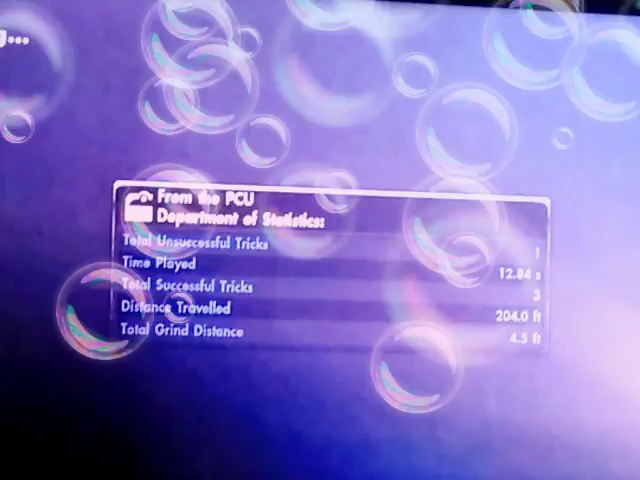 g...
From the PCU
Department of Statistics:
Total Unsuccessful Tricks 1
Time Played 12.84 s
Total Successful Tricks 3
Distance Travelled 204.0 ft
Total Grind Distance 4.5 ft